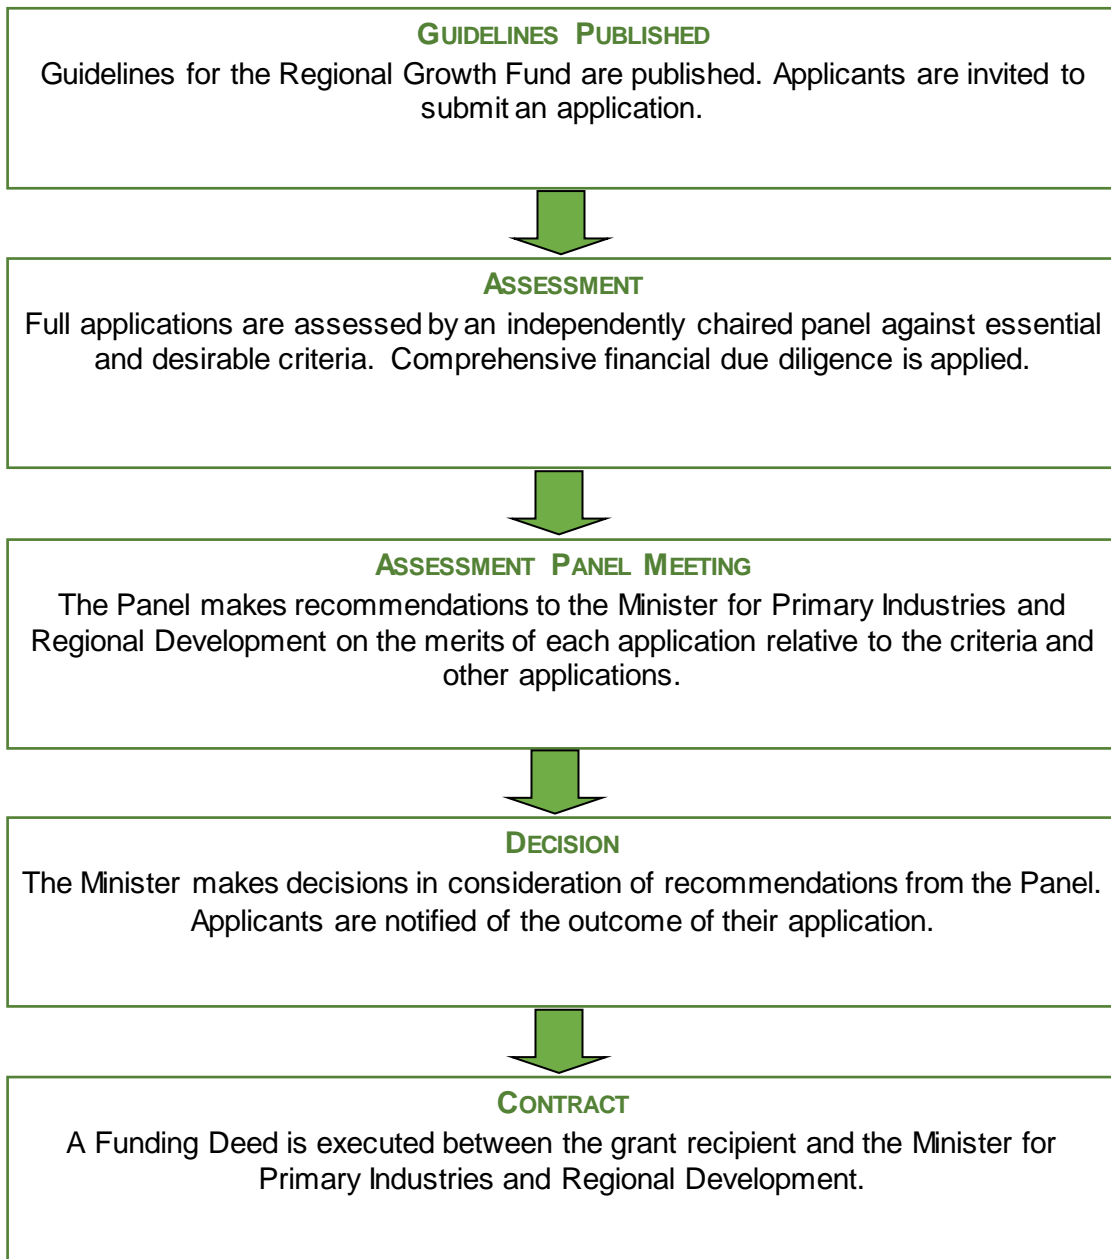 GUIDELINES PUBLISHED
Guidelines for the Regional Growth Fund are published. Applicants are invited to
submit an application.
ASSESSMENT
Full applications are assessed by an independently chaired panel against essential
and desirable criteria. Comprehensive financial due diligence is applied.
ASSESSMENT PANEL MEETING
The Panel makes recommendations to the Minister for Primary Industries and
Regional Development on the merits of each application relative to the criteria and
other applications.
DECISION
The Minister makes decisions in consideration of recommendations from the Panel.
Applicants are notified of the outcome of their application.
CONTRACT
A Funding Deed is executed between the grant recipient and the Minister for
Primary Industries and Regional Development.